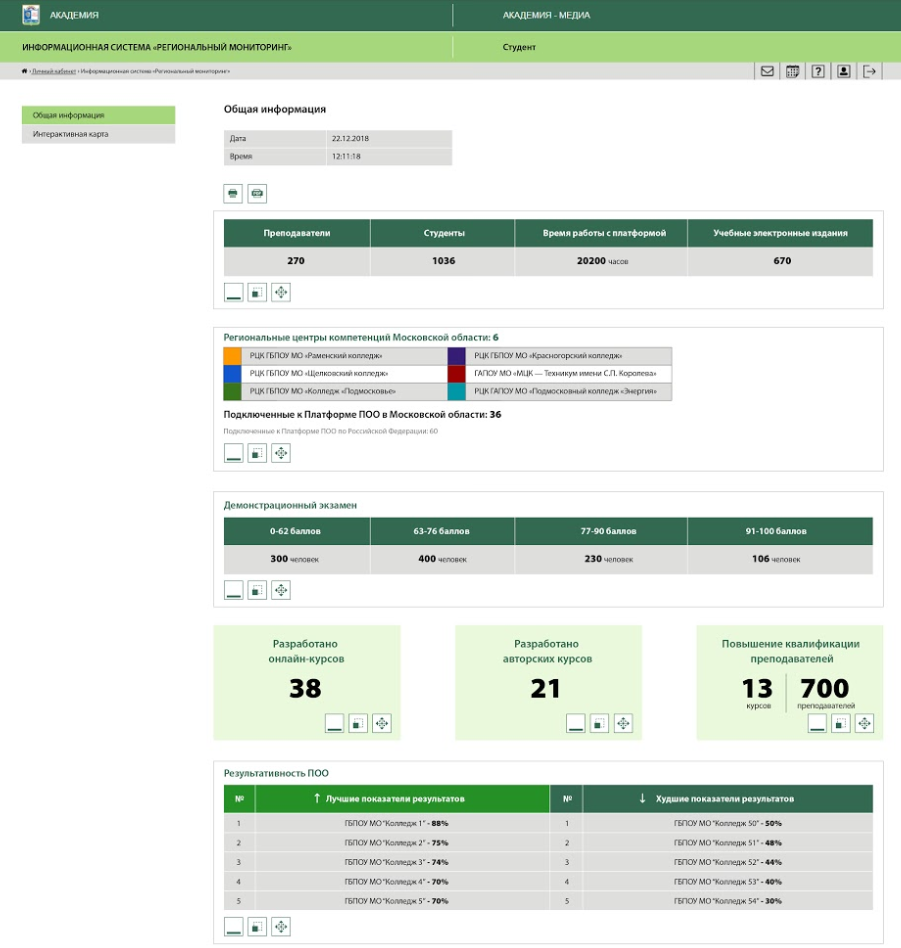 АКАДЕМИЯ
АКАДЕМИЯ - МЕДИА
ИНФОРМАЦИОННАЯ СИСТЕМА «РЕГИОНАЛЬНЫЙ МОНИТОРИНГ»
Студент
› Личный кабинет › Информационная система «Региональный мониторинг»
Общая информация
Интерактивная карта
Общая информация
Дата 22.12.2018
Время 12:11:18
Преподаватели Студенты Время работы с платформой Учебные электронные издания
270 1036 20200 часов 670
Региональные центры компетенций Московской области: 6
РЦК ГБПОУ МО «Раменский колледж» РЦК ГБПОУ МО «Красногорский колледж»
РЦК ГБПОУ МО «Щелковский колледж» ГАПОУ МО «МЦК — Техникум имени С.П. Королева»
РЦК ГБПОУ МО «Колледж «Подмосковье» РЦК ГАПОУ МО «Подмосковный колледж «Энергия»
Подключенные к Платформе ПОО в Московской области: 36
Подключенные к Платформе ПОО по Российской Федерации: 60
Демонстрационный экзамен
0-62 баллов 63-76 баллов 77-90 баллов 91-100 баллов
300 человек 400 человек 230 человек 106 человек
Разработано
онлайн-курсов
38
Разработано
авторских курсов
21
Повышение квалификации
преподавателей
13 700
курсов преподавателей
Результативность ПОО
№ ↑ Лучшие показатели результатов № ↓ Худшие показатели результатов
1 ГБПОУ МО "Колледж 1" - 88% 1 ГБПОУ МО "Колледж 50" - 50%
2 ГБПОУ МО "Колледж 2" - 75% 2 ГБПОУ МО "Колледж 51" - 48%
3 ГБПОУ МО "Колледж 3" - 74% 3 ГБПОУ МО "Колледж 52" - 44%
4 ГБПОУ МО "Колледж 4" - 70% 4 ГБПОУ МО "Колледж 53" - 40%
5 ГБПОУ МО "Колледж 5" - 70% 5 ГБПОУ МО "Колледж 54" - 30%